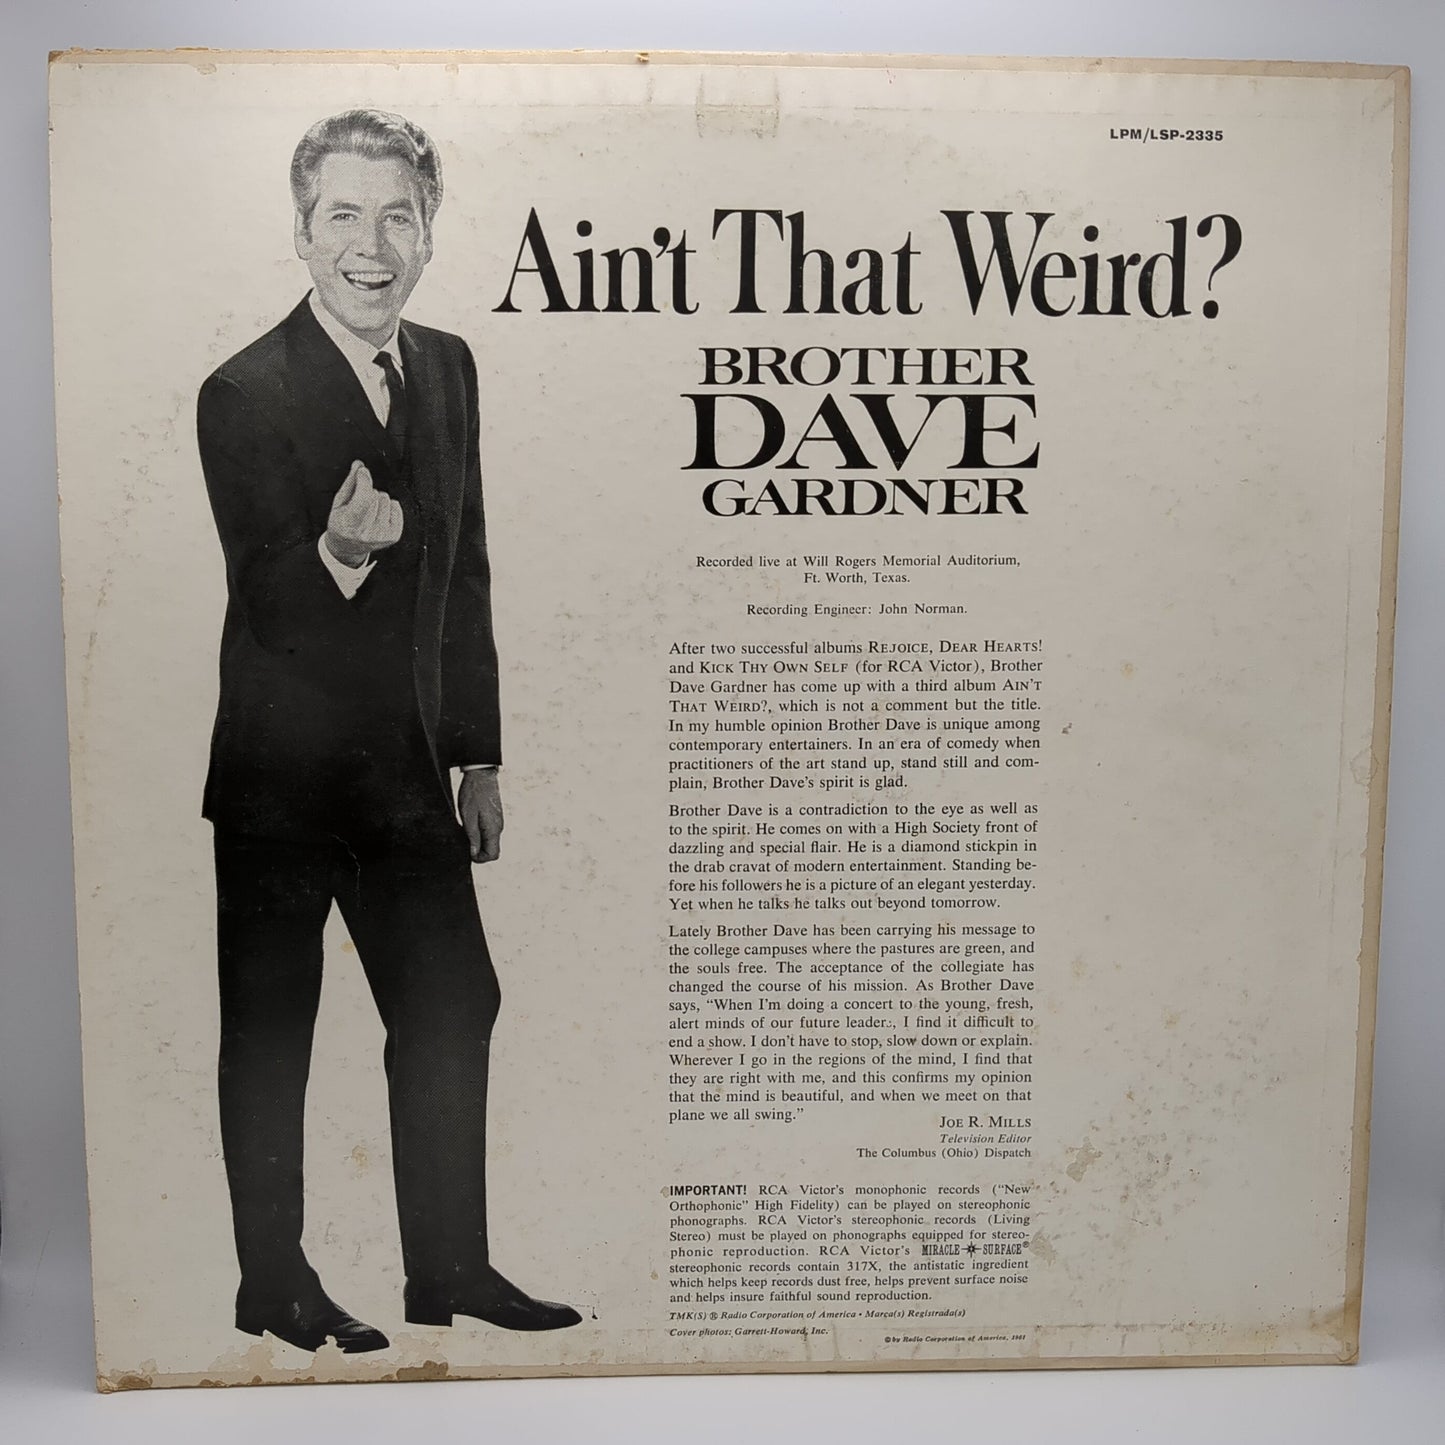 LPM/LSP-2335
Ain't That Weird?
BROTHER
DAVE
GARDNER
Recorded live at Will Rogers Memorial Auditorium,
Ft. Worth, Texas.
Recording Engineer: John Norman.
After two successful albums REJOICE, DEAR HEARTS!
and KICK THY OWN SELF (for RCA Victor), Brother
Dave Gardner has come up with a third album AIN'T
THAT WEIRD?, which is not a comment but the title.
In my humble opinion Brother Dave is unique among
contemporary entertainers. In an era of comedy when
practitioners of the art stand up, stand still and com-
plain, Brother Dave's spirit is glad.
Brother Dave is a contradiction to the eye as well as
to the spirit. He comes on with a High Society front of
dazzling and special flair. He is a diamond stickpin in
the drab cravat of modern entertainment. Standing be-
fore his followers he is a picture of an elegant yesterday.
Yet when he talks he talks out beyond tomorrow.
Lately Brother Dave has been carrying his message to
the college campuses where the pastures are green, and
the souls free. The acceptance of the collegiate has
changed the course of his mission. As Brother Dave
says, "When I'm doing a concert to the young, fresh,
alert minds of our future leaders, I find it difficult to
end a show. I don't have to stop, slow down or explain.
Wherever I go in the regions of the mind, I find that
they are right with me, and this confirms my opinion
that the mind is beautiful, and when we meet on that
plane we all swing."
JOE R. MILLS
Television Editor
The Columbus (Ohio) Dispatch
IMPORTANT! RCA Victor's monophonic records ("New
Orthophonic" High Fidelity) can be played on stereophonic
phonographs. RCA Victor's stereophonic records (Living
Stereo) must be played on phonographs equipped for stereo-
phonic reproduction. RCA Victor's MIRACLE SURFACE®
stereophonic records contain 317X, the antistatic ingredient
which helps keep records dust free, helps prevent surface noise
and helps insure faithful sound reproduction.
TMK(S) ® Radio Corporation of America • Marca(s) Registrada(s)
Cover photos: Garrett-Howard, Inc.
© by Radio Corporation of America, 1961